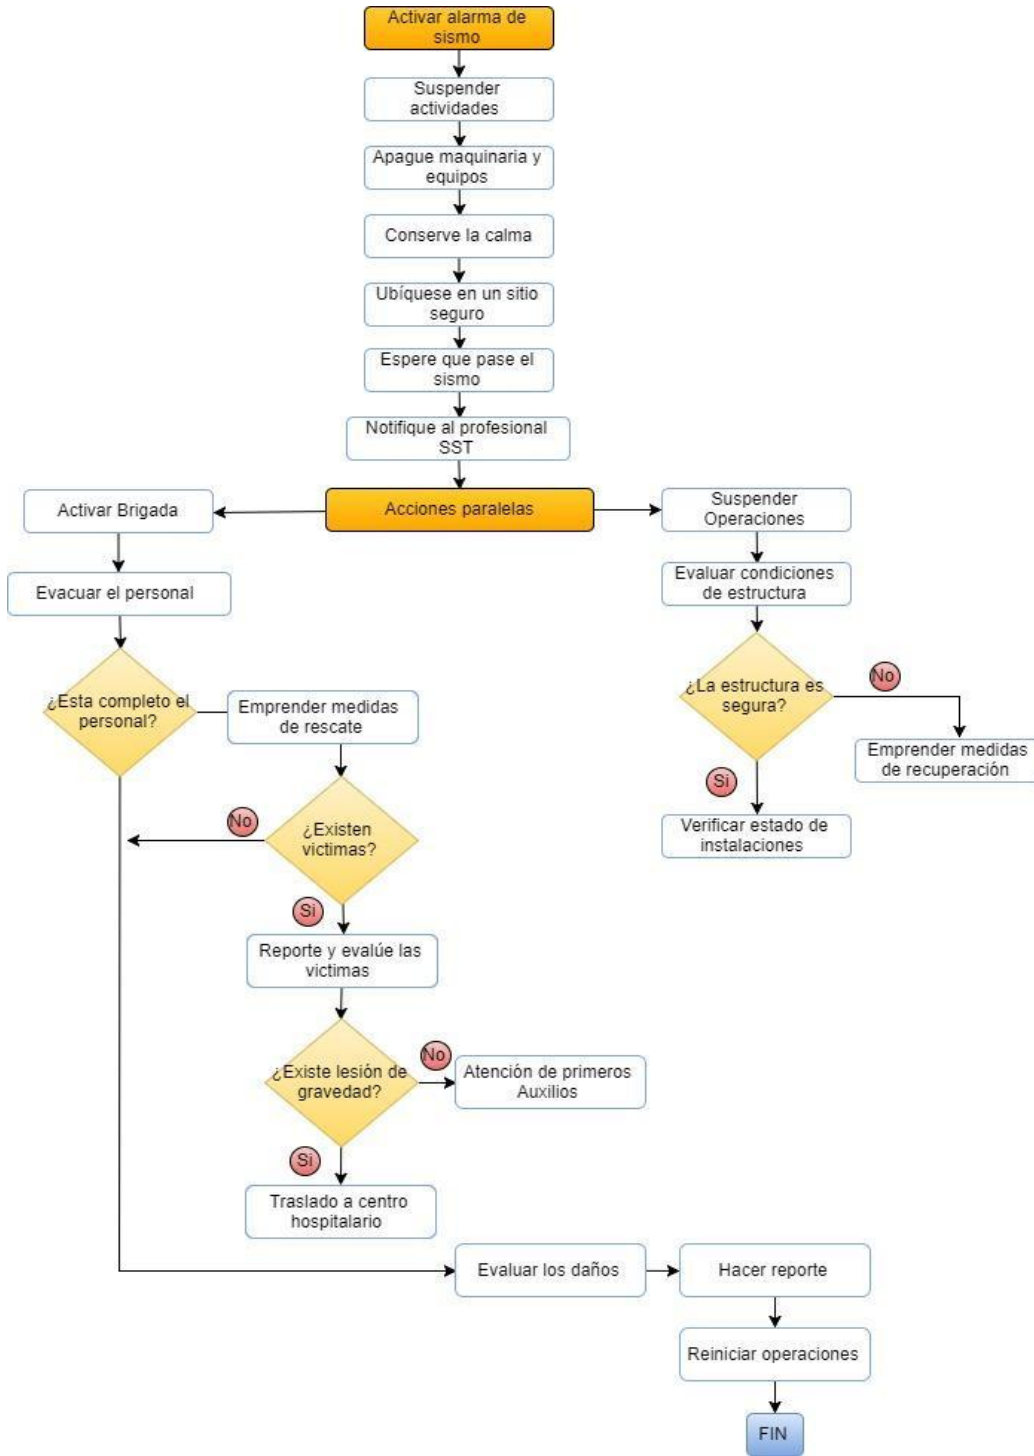 Activar alarma de
sismo
Suspender
actividades
Apague maquinaria y
equipos
Conserve la calma
Ubíquese en un sitio
seguro
Espere que pase el
sismo
Notifique al profesional
SST
Activar Brigada
Acciones paralelas
Suspender
Operaciones
Evacuar el personal
Evaluar condiciones
de estructura
¿Esta completo el
personal?
Emprender medidas
de rescate
¿La estructura es
segura?
No
Emprender medidas
de recuperación
Si
Verificar estado de
instalaciones
No
¿Existen
victimas?
Si
Reporte y evalúe las
victimas
¿Existe lesión de
gravedad?
No
Atención de primeros
Auxilios
Si
Traslado a centro
hospitalario
Evaluar los daños
Hacer reporte
Reiniciar operaciones
FIN